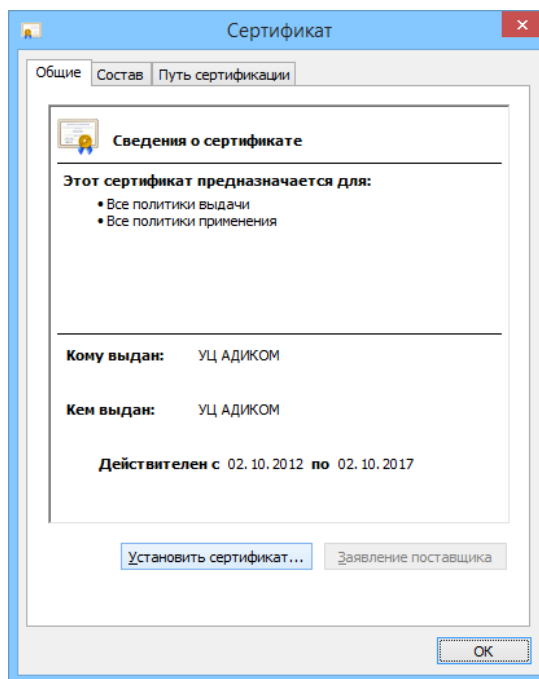 Сертификат
Общие Состав Путь сертификации
Сведения о сертификате
Этот сертификат предназначается для:
• Все политики выдачи
• Все политики применения
Кому выдан: УЦ АДИКОМ
Кем выдан: УЦ АДИКОМ
Действителен с 02.10.2012 по 02.10.2017
Установить сертификат... Заявление поставщика
ОК